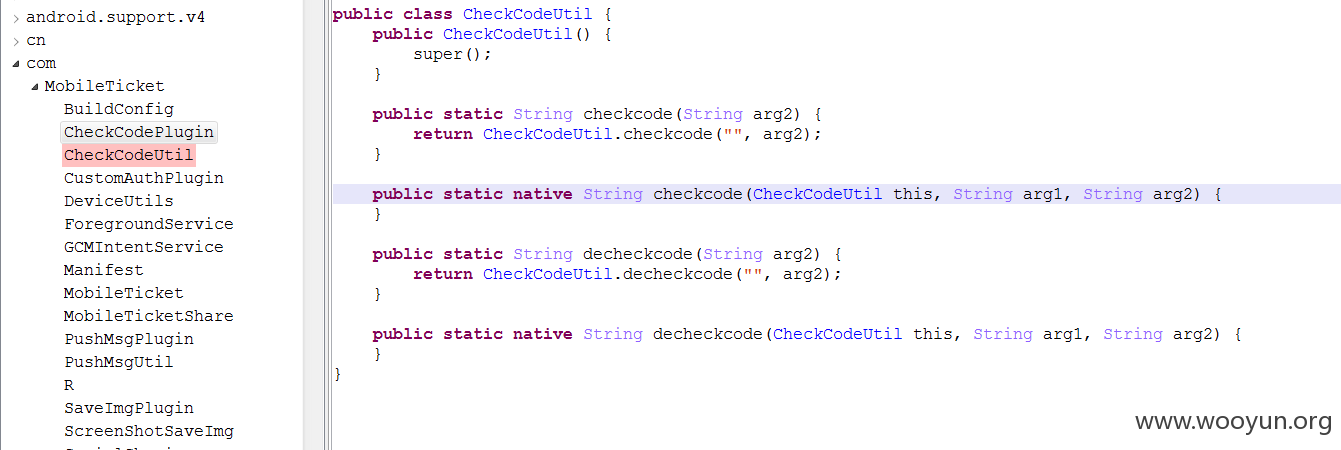 android.support.v4
cn
com
MobileTicket
BuildConfig
CheckCodePlugin
CheckCodeUtil
CustomAuthPlugin
DeviceUtils
ForegroundService
GCMIntentService
Manifest
MobileTicket
MobileTicketShare
PushMsgPlugin
PushMsgUtil
R
SaveImgPlugin
ScreenShotSaveImg
public class CheckCodeUtil {
    public CheckCodeUtil() {
        super();
    }
    public static String checkcode(String arg2) {
        return CheckCodeUtil.checkcode("", arg2);
    }
    public static native String checkcode(CheckCodeUtil this, String arg1, String arg2) {
    }
    public static String decheckcode(String arg2) {
        return CheckCodeUtil.decheckcode("", arg2);
    }
    public static native String decheckcode(CheckCodeUtil this, String arg1, String arg2) {
    }
}
www.wooyun.org